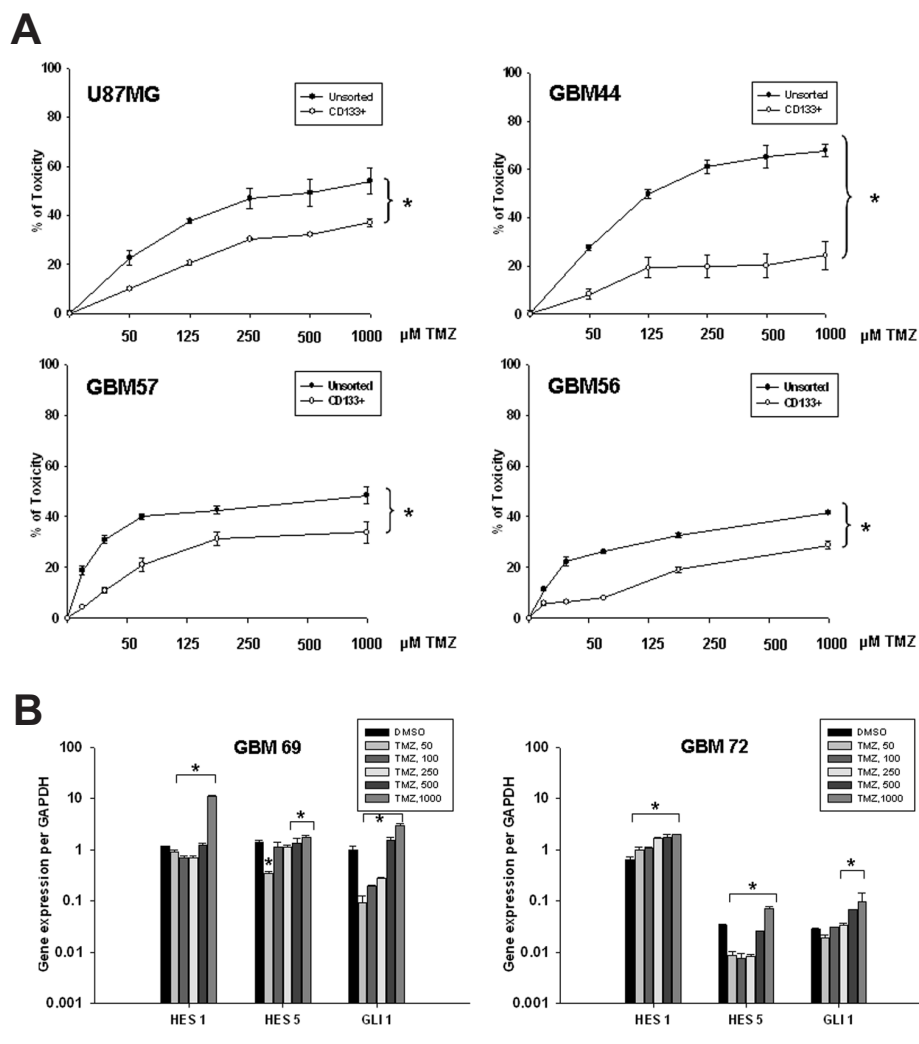 A
U87MG
Unsorted
CD133+
% of Toxicity
100
80
60
40
20
0
50 125 250 500 1000 µM TMZ
*
GBM44
Unsorted
CD133+
% of Toxicity
100
80
60
40
20
0
50 125 250 500 1000 µM TMZ
*
GBM57
Unsorted
CD133+
% of Toxicity
100
80
60
40
20
0
50 125 250 500 1000 µM TMZ
*
GBM56
Unsorted
CD133+
% of Toxicity
100
80
60
40
20
0
50 125 250 500 1000 µM TMZ
*
B
GBM 69
DMSO
TMZ, 50
TMZ, 100
TMZ, 250
TMZ, 500
TMZ,1000
Gene expression per GAPDH
100
10
1
0.1
0.01
0.001
* * * *
HES 1 HES 5 GLI 1
GBM 72
DMSO
TMZ, 50
TMZ, 100
TMZ, 250
TMZ, 500
TMZ,1000
Gene expression per GAPDH
100
10
1
0.1
0.01
0.001
* * *
HES 1 HES 5 GLI 1